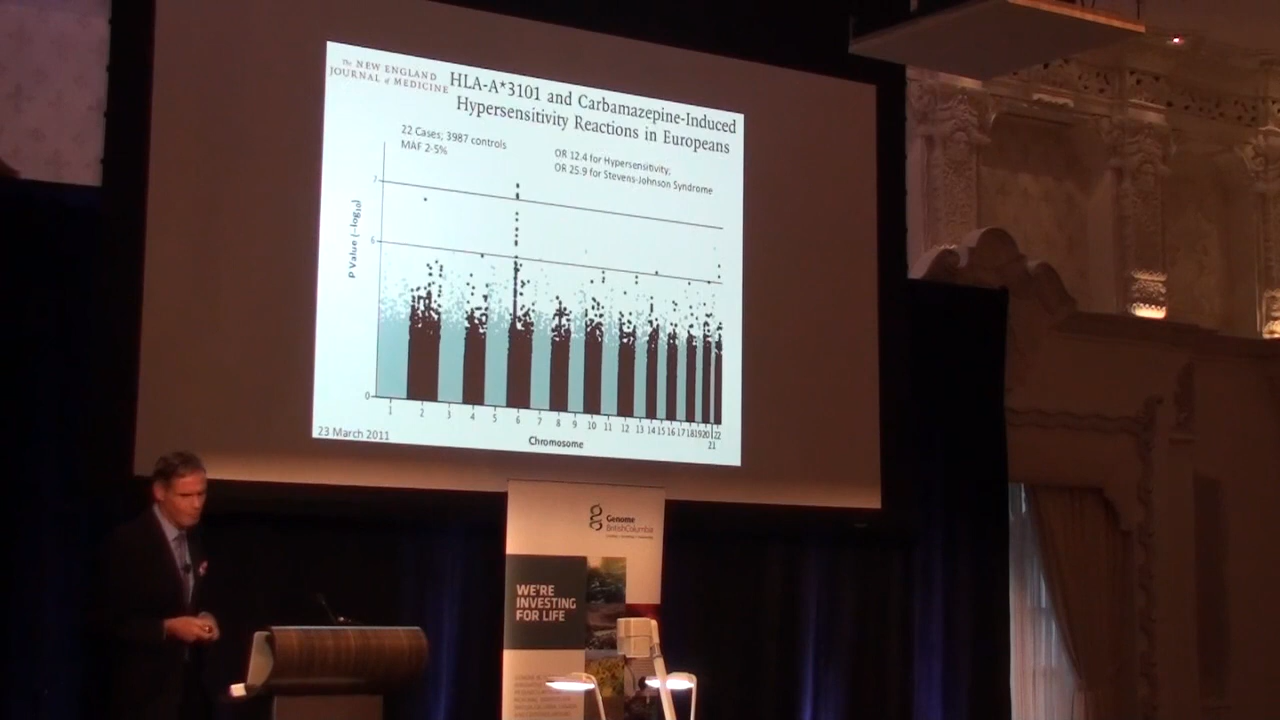 The NEW ENGLAND
JOURNAL of MEDICINE
HLA-A*3101 and Carbamazepine-Induced
Hypersensitivity Reactions in Europeans
22 Cases; 3987 controls
MAF 2-5%
OR 12.4 for Hypersensitivity,
OR 25.9 for Stevens-Johnson Syndrome
P Value (−log10)
7
6
0
1 2 3 4 5 6 7 8 9 10 11 12 13 14 15 16 17 18 19 20 22
21
Chromosome
23 March 2011
Genome
BritishColumbia
WE'RE
INVESTING
FOR LIFE